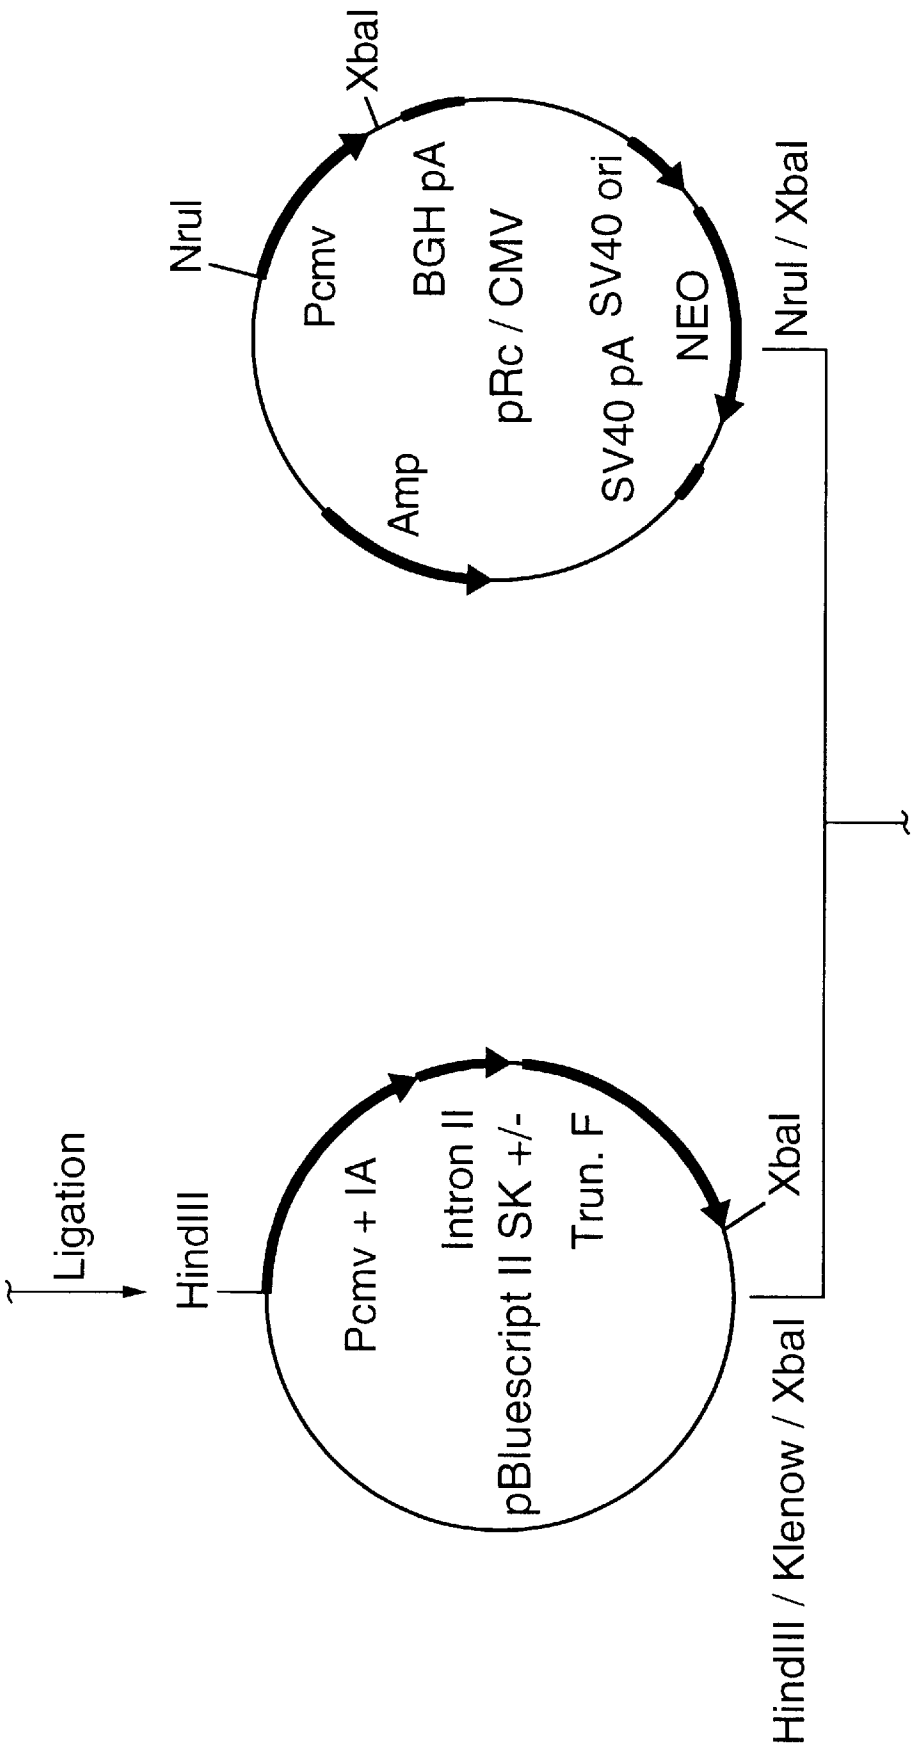 Ligation
HindIII
Pcmv + IA
Intron II
pBluescript II SK +/-
Trun. F
XbaI
HindIII / Klenow / XbaI
NruI
XbaI
Pcmv
BGH pA
Amp
pRc / CMV
SV40 ori
SV40 pA
NEO
NruI / XbaI